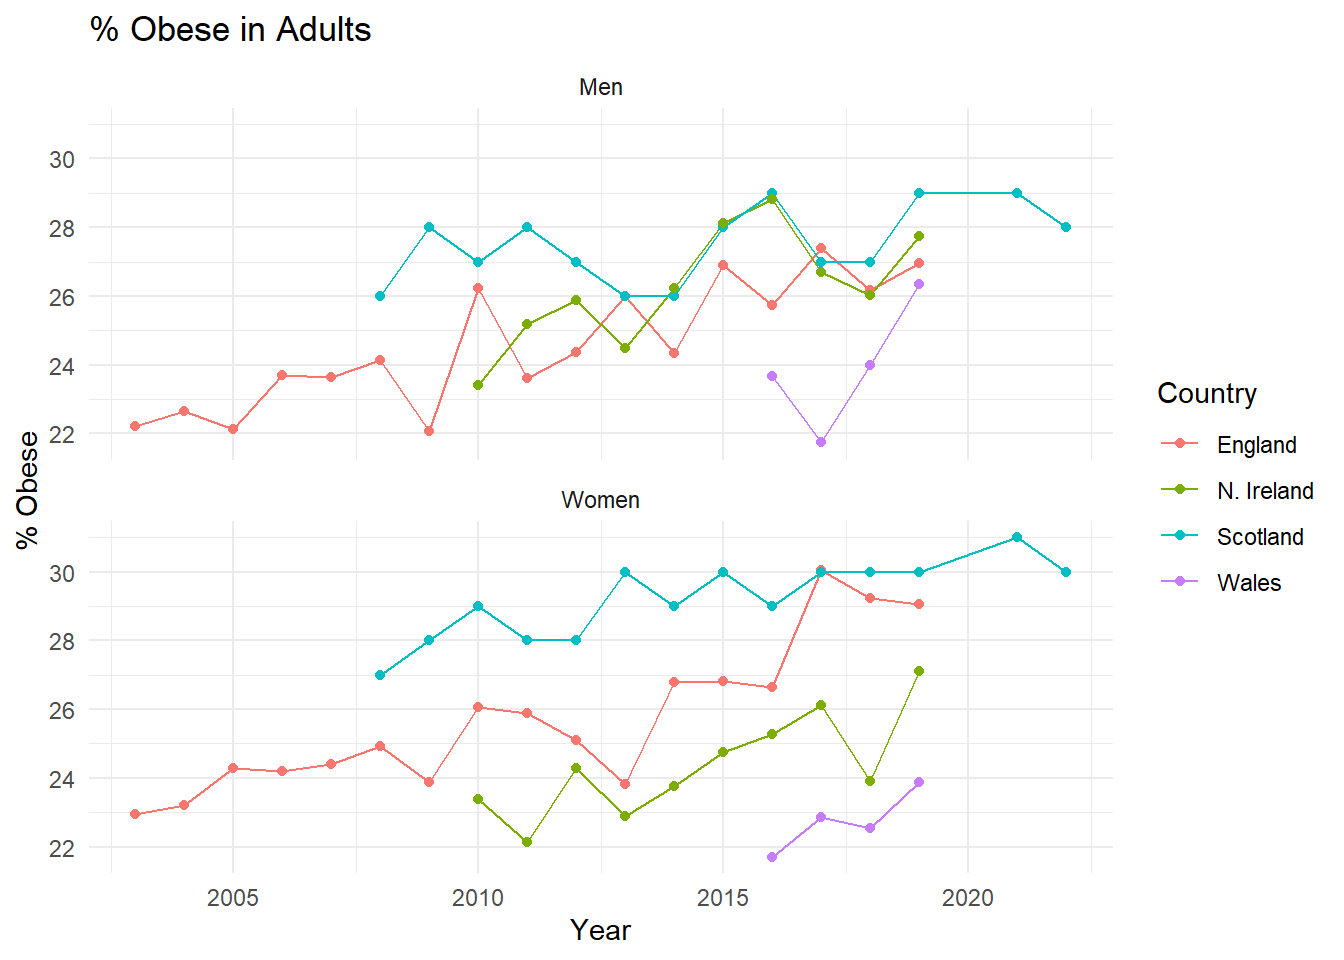 % Obese in Adults
Men
30
28
26
24
22
% Obese
Women
30
28
26
24
22
2005 2010 2015 2020
Year
Country
England
N. Ireland
Scotland
Wales